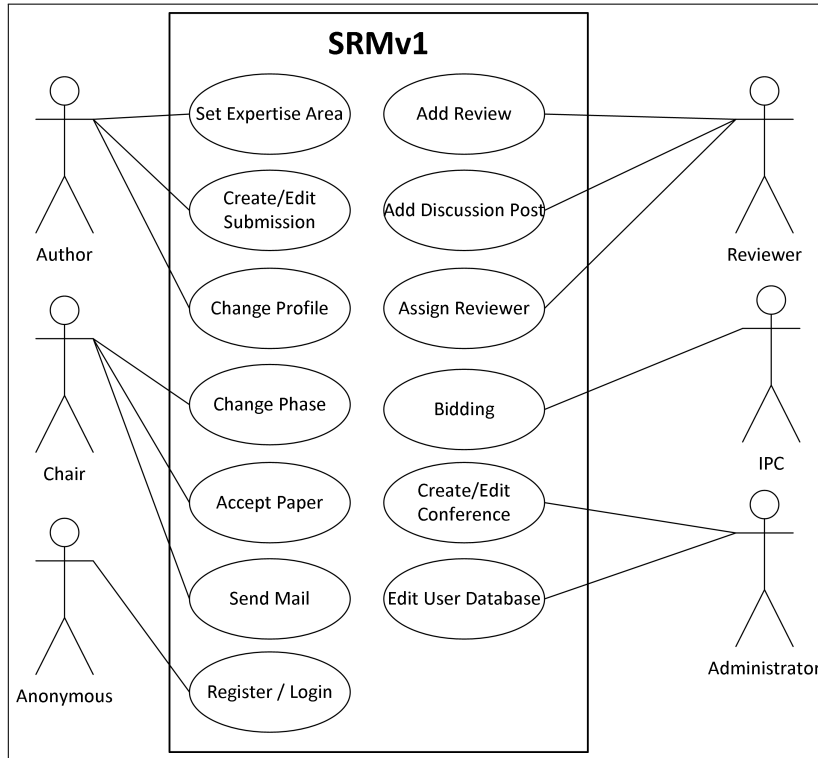 SRMv1
Set Expertise Area
Add Review
Create/Edit
Submission
Add Discussion Post
Author
Reviewer
Change Profile
Assign Reviewer
Change Phase
Bidding
Chair
IPC
Accept Paper
Create/Edit
Conference
Send Mail
Edit User Database
Anonymous
Administrator
Register / Login